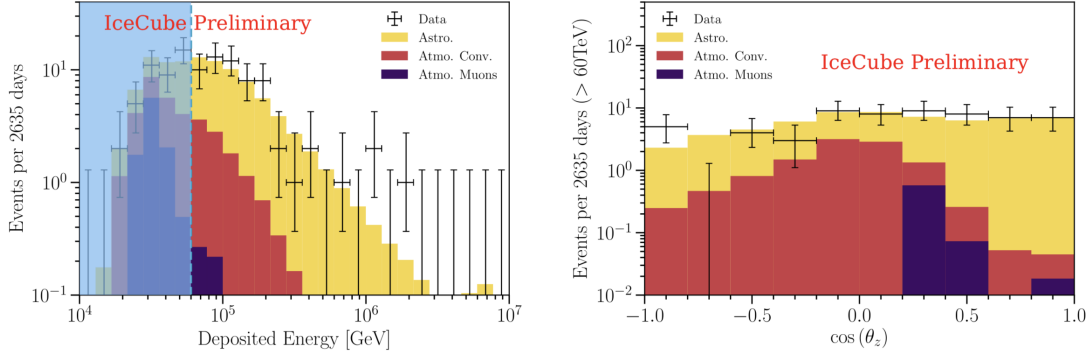 IceCube Preliminary
Data
Astro.
Atmo. Conv.
Atmo. Muons
Events per 2635 days
10^1
10^0
10^-1
10^4
10^5
10^6
10^7
Deposited Energy [GeV]
Data
Astro.
Atmo. Conv.
Atmo. Muons
IceCube Preliminary
Events per 2635 days (> 60TeV)
10^2
10^1
10^0
10^-1
10^-2
−1.0
−0.5
0.0
0.5
1.0
cos (θ_z)